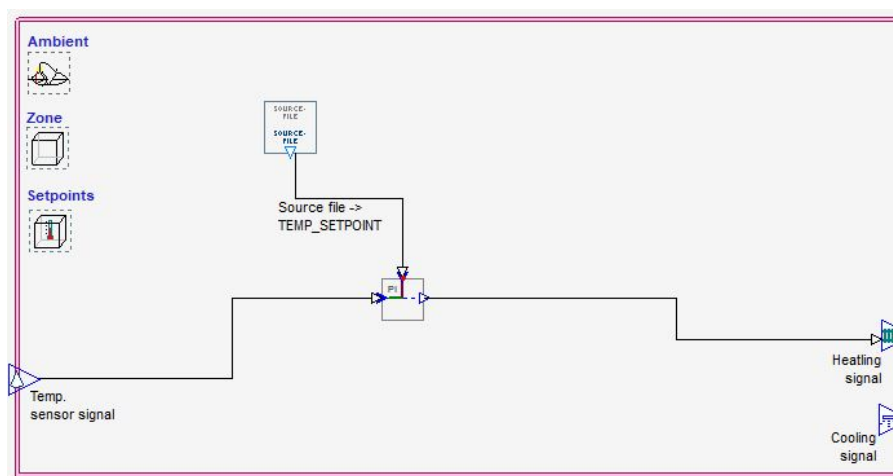 Ambient
Zone
Setpoints
SOURCE-
FILE
SOURCE-
FILE
Source file ->
TEMP_SETPOINT
PI
Temp.
sensor signal
Heatling
signal
Cooling
signal